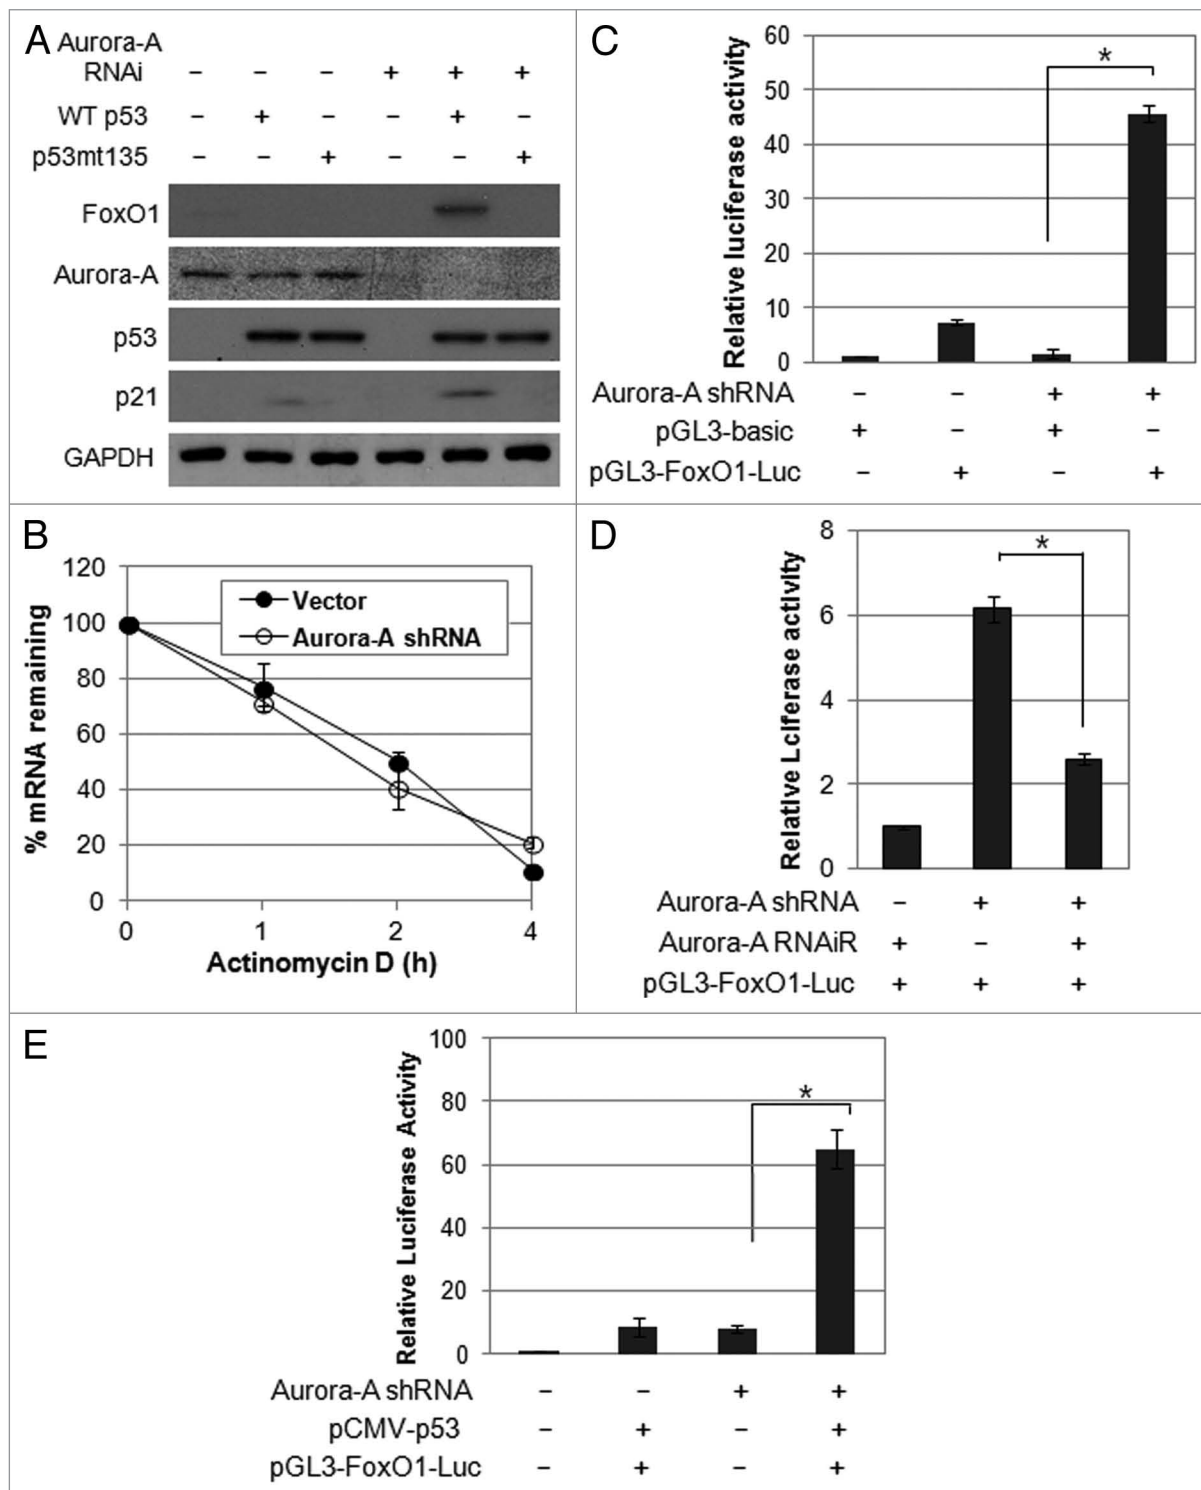 A
Aurora-A
RNAi – – – + + +
WT p53 – + – – + –
p53mt135 – – + – – +
FoxO1
Aurora-A
p53
p21
GAPDH
B
% mRNA remaining
120
100
80
60
40
20
0
Vector
Aurora-A shRNA
0 1 2 4
Actinomycin D (h)
C
Relative luciferase activity
60
50
40
30
20
10
0
*
Aurora-A shRNA – – + +
pGL3-basic + – + –
pGL3-FoxO1-Luc – + – +
D
Relative Lciferase activity
8
6
4
2
0
*
Aurora-A shRNA – + +
Aurora-A RNAiR + – +
pGL3-FoxO1-Luc + + +
E
Relative Luciferase Activity
100
80
60
40
20
0
*
Aurora-A shRNA – – + +
pCMV-p53 – + – +
pGL3-FoxO1-Luc – + – +